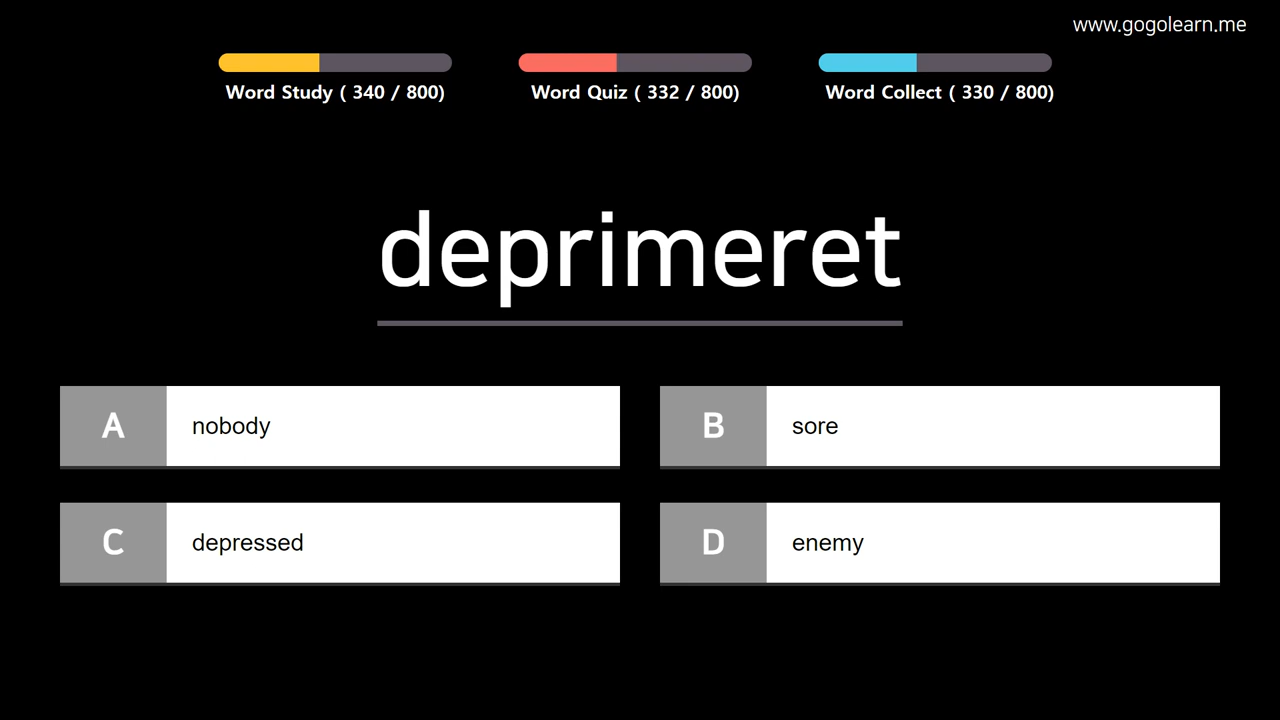 www.gogolearn.me
Word Study ( 340 / 800)
Word Quiz ( 332 / 800)
Word Collect ( 330 / 800)
deprimeret
A nobody
B sore
C depressed
D enemy